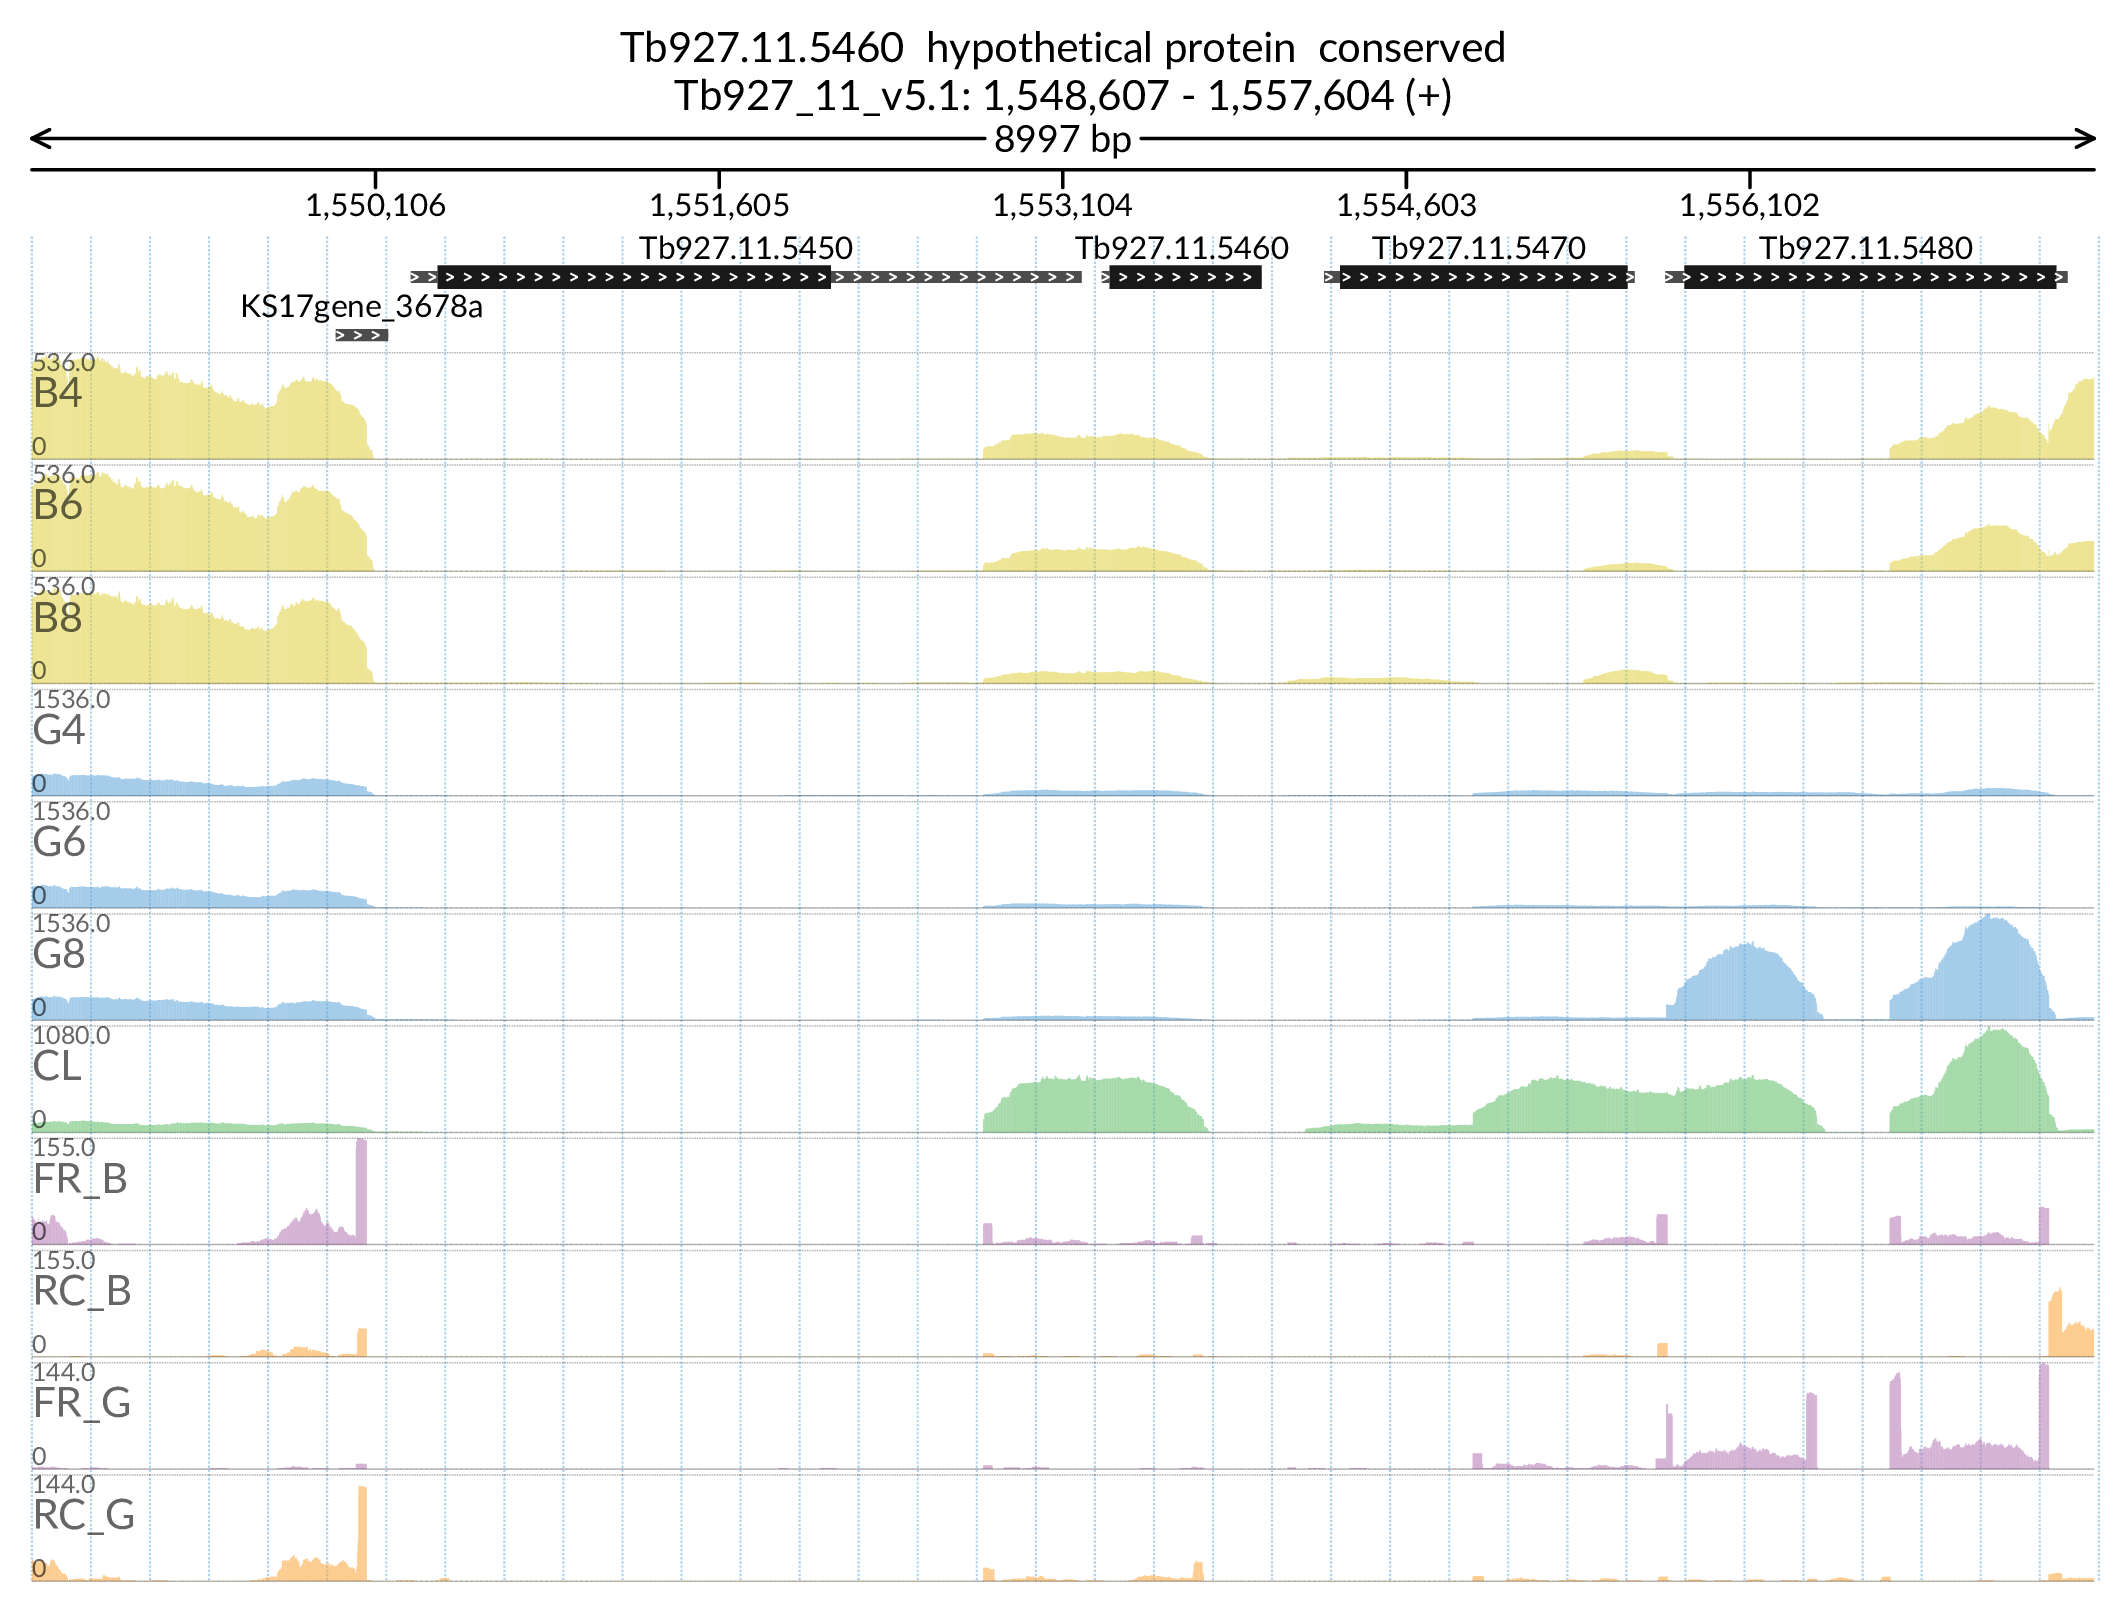 Tb927.11.5460  hypothetical protein  conserved
Tb927_11_v5.1: 1,548,607 - 1,557,604 (+)
8997 bp
1,550,106 1,551,605 1,553,104 1,554,603 1,556,102
Tb927.11.5450 Tb927.11.5460 Tb927.11.5470 Tb927.11.5480
KS17gene_3678a
536.0
B4
0
536.0
B6
0
536.0
B8
0
1536.0
G4
0
1536.0
G6
0
1536.0
G8
0
1080.0
CL
0
155.0
FR_B
0
155.0
RC_B
0
144.0
FR_G
0
144.0
RC_G
0